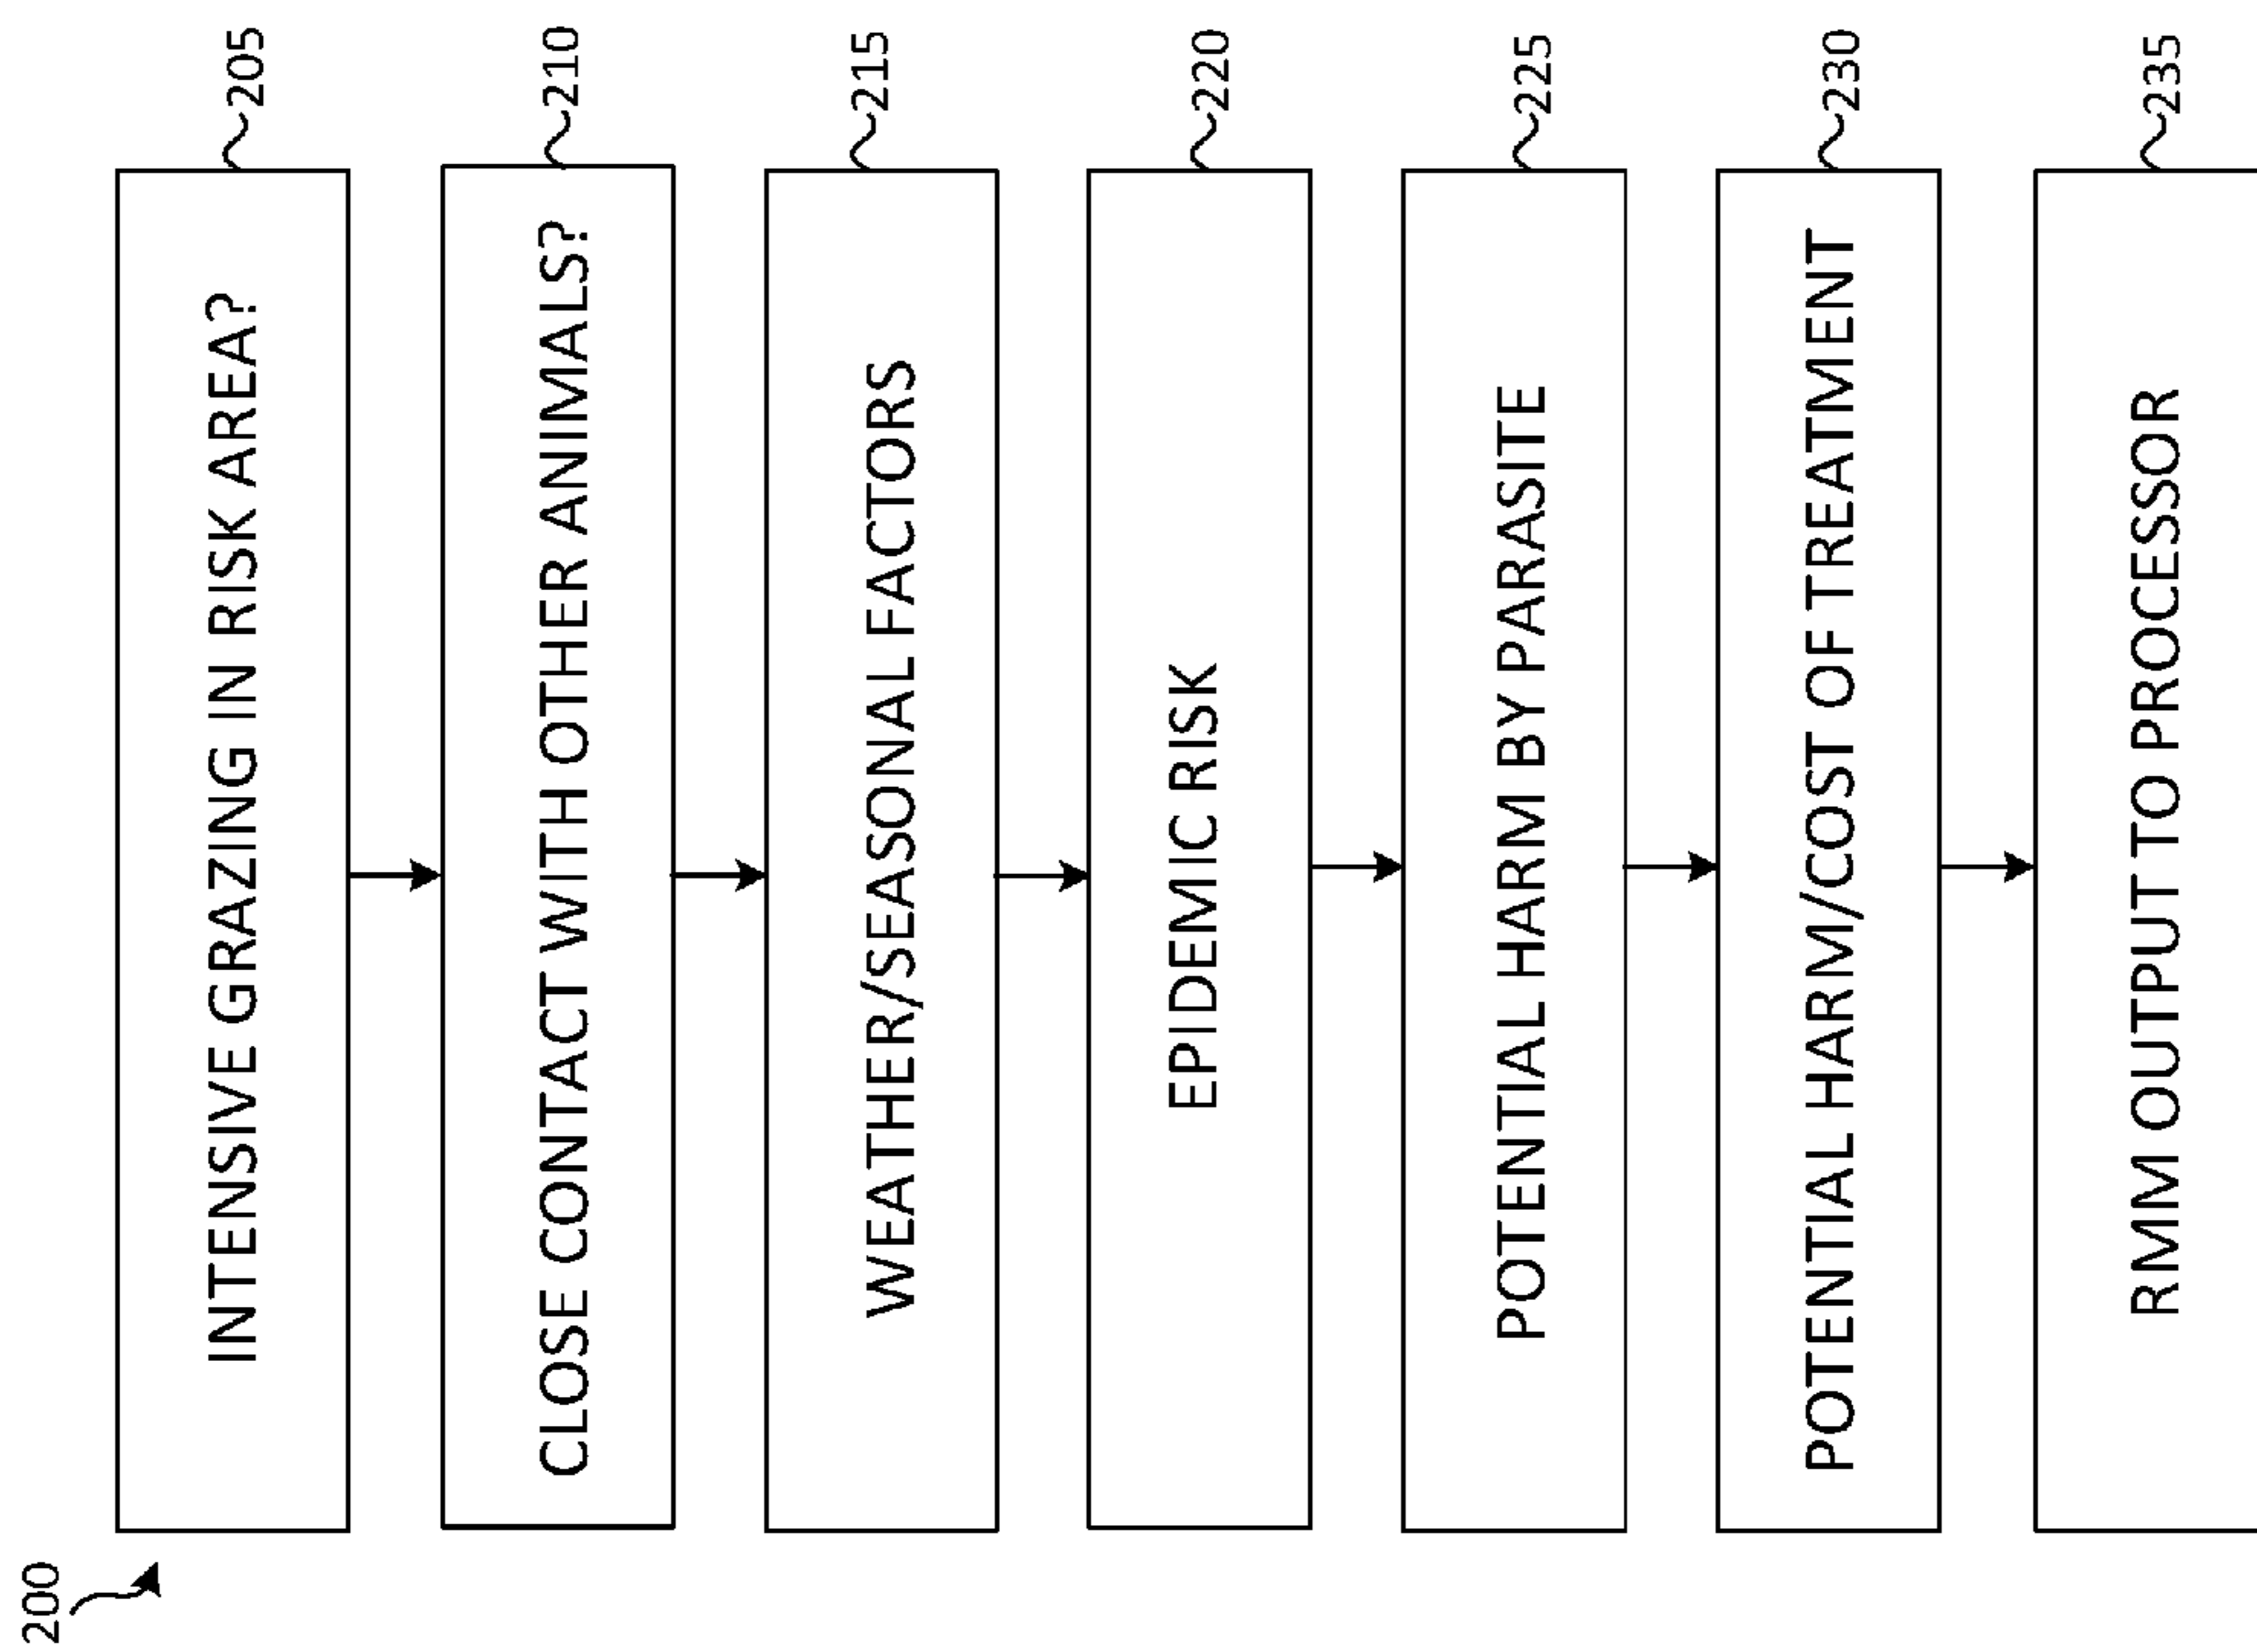 200
INTENSIVE GRAZING IN RISK AREA?
205
CLOSE CONTACT WITH OTHER ANIMALS?
210
WEATHER/SEASONAL FACTORS
215
EPIDEMIC RISK
220
POTENTIAL HARM BY PARASITE
225
POTENTIAL HARM/COST OF TREATMENT
230
RMM OUTPUT TO PROCESSOR
235